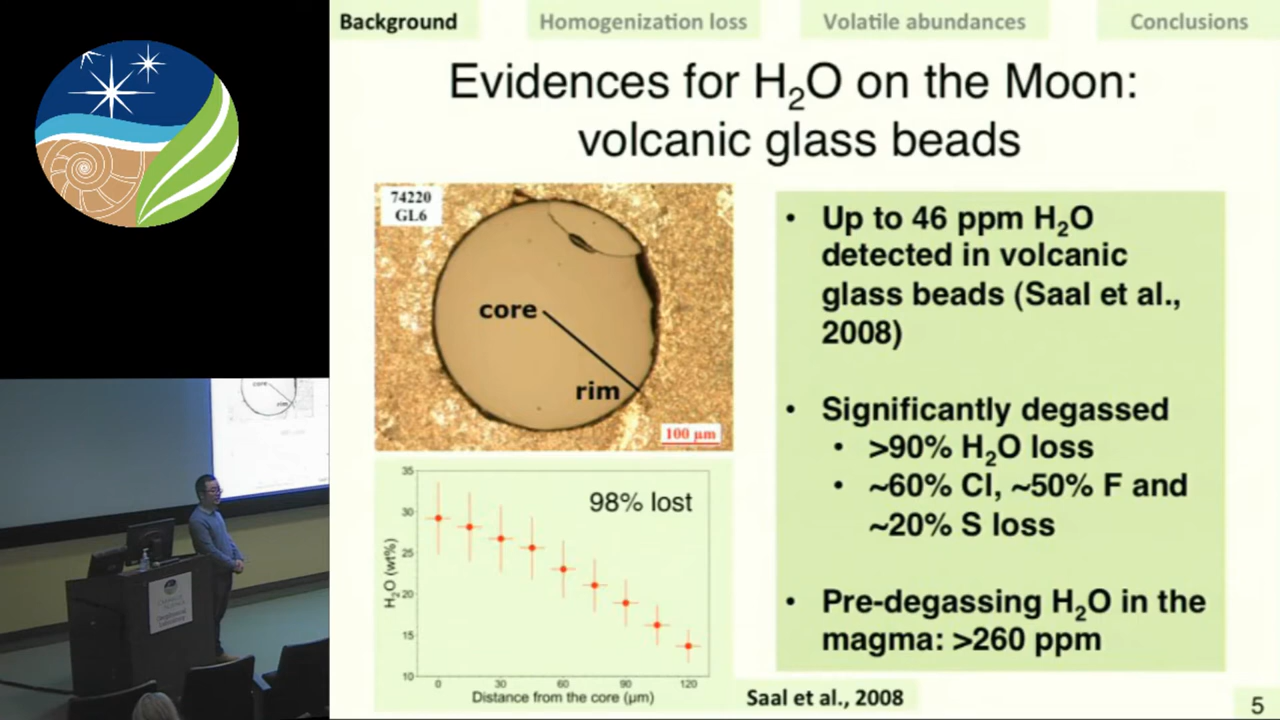 Background
Homogenization loss
Volatile abundances
Conclusions
Evidences for H₂O on the Moon:
volcanic glass beads
74220
GL6
core
rim
100 µm
• Up to 46 ppm H₂O
detected in volcanic
glass beads (Saal et al.,
2008)
• Significantly degassed
• >90% H₂O loss
• ~60% Cl, ~50% F and
~20% S loss
• Pre-degassing H₂O in the
magma: >260 ppm
98% lost
H₂O (wt%)
35
30
25
20
15
10
0 30 60 90 120
Distance from the core (µm)
Saal et al., 2008
5
core
rim